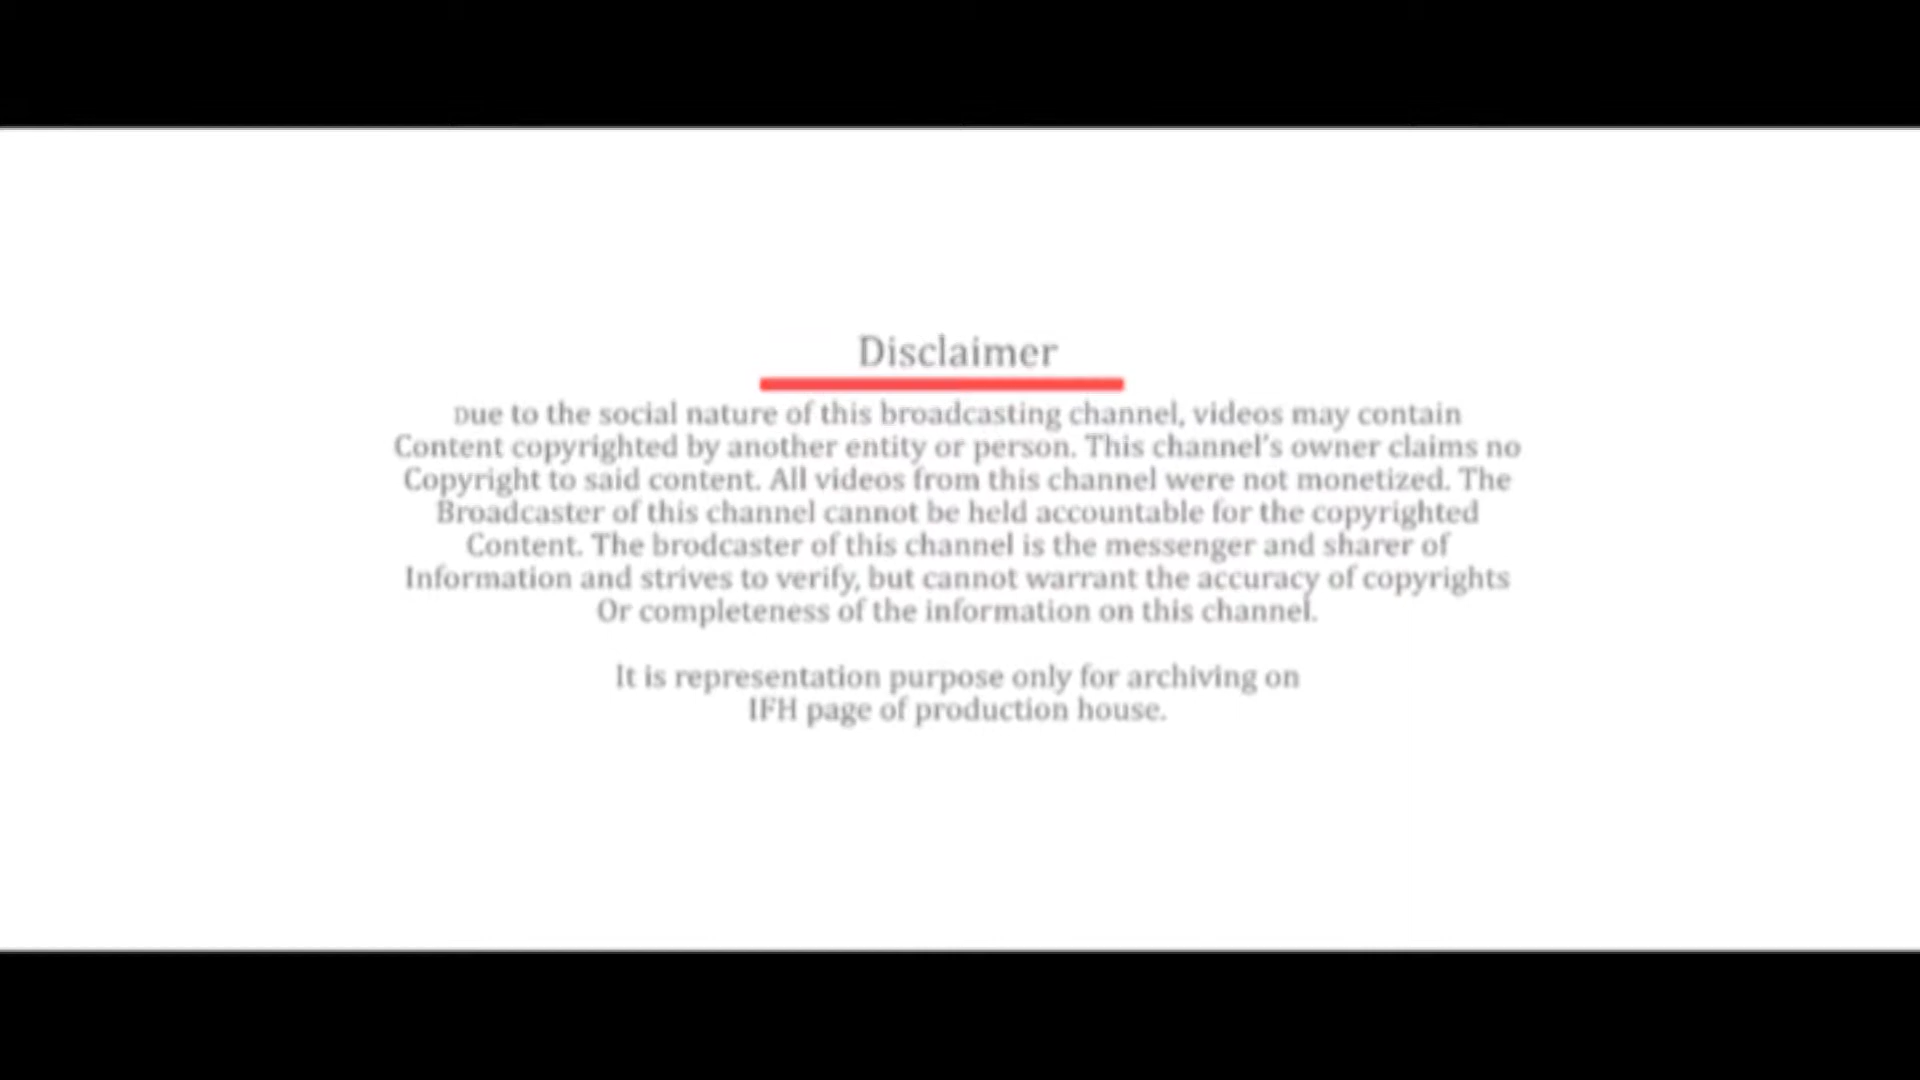 Disclaimer
Due to the social nature of this broadcasting channel, videos may contain
Content copyrighted by another entity or person. This channel's owner claims no
Copyright to said content. All videos from this channel were not monetized. The
Broadcaster of this channel cannot be held accountable for the copyrighted
Content. The brodcaster of this channel is the messenger and sharer of
Information and strives to verify, but cannot warrant the accuracy of copyrights
Or completeness of the information on this channel.
It is representation purpose only for archiving on
IFH page of production house.